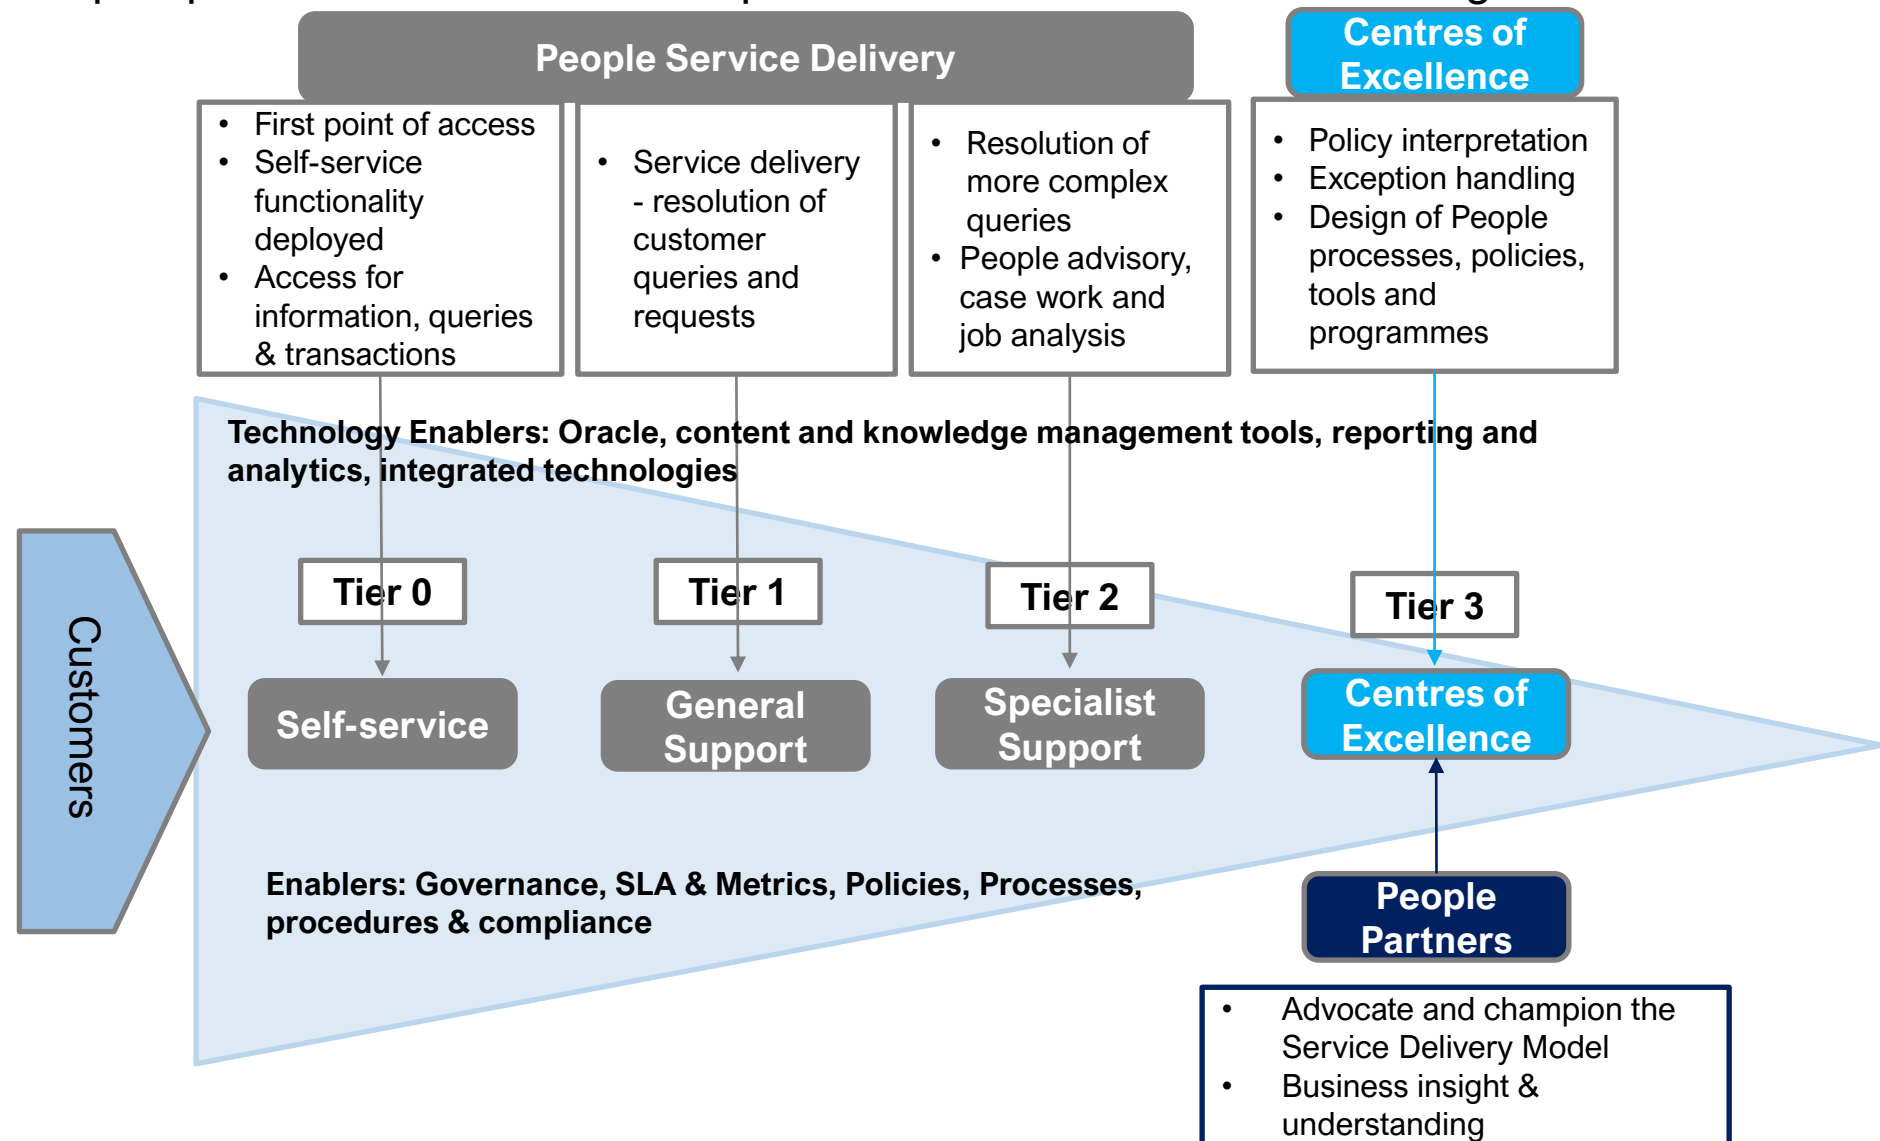 People Service Delivery
Centres of
Excellence
• First point of access
• Self-service
functionality
deployed
• Access for
information, queries
& transactions
• Service delivery
- resolution of
customer
queries and
requests
• Resolution of
more complex
queries
• People advisory,
case work and
job analysis
• Policy interpretation
• Exception handling
• Design of People
processes, policies,
tools and
programmes
Technology Enablers: Oracle, content and knowledge management tools, reporting and
analytics, integrated technologies
Customers
Tier 0
Tier 1
Tier 2
Tier 3
Self-service
General
Support
Specialist
Support
Centres of
Excellence
Enablers: Governance, SLA & Metrics, Policies, Processes,
procedures & compliance
People
Partners
• Advocate and champion the
Service Delivery Model
• Business insight &
understanding